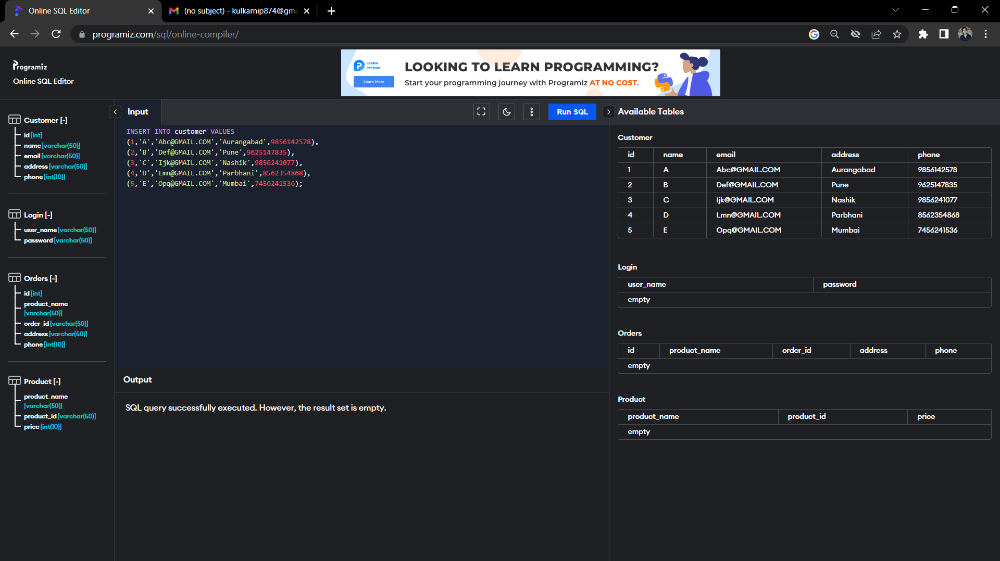 Online SQL Editor
(no subject) - kulkarnip874@gma
programiz.com/sql/online-compiler/
Programiz
Online SQL Editor
LEARN PYTHON
Learn More
LOOKING TO LEARN PROGRAMMING?
Start your programming journey with Programiz AT NO COST.
Customer [-]
id [int]
name [varchar(50)]
email [varchar(50)]
address [varchar(50)]
phone [int(10)]
Login [-]
user_name [varchar(50)]
password [varchar(50)]
Orders [-]
id [int]
product_name
[varchar(50)]
order_id [varchar(50)]
address [varchar(50)]
phone [int(10)]
Product [-]
product_name
[varchar(50)]
product_id [varchar(50)]
price [int(10)]
Input
Run SQL
INSERT INTO customer VALUES
(1,'A','Abc@GMAIL.COM','Aurangabad',9856142578),
(2,'B','Def@GMAIL.COM','Pune',9625147835),
(3,'C','Ijk@GMAIL.COM','Nashik',9856241077),
(4,'D','Lmn@GMAIL.COM','Parbhani',8562354868),
(5,'E','Opq@GMAIL.COM','Mumbai',7456241536);
Output
SQL query successfully executed. However, the result set is empty.
Available Tables
Customer
id name email address phone
1 A Abc@GMAIL.COM Aurangabad 9856142578
2 B Def@GMAIL.COM Pune 9625147835
3 C Ijk@GMAIL.COM Nashik 9856241077
4 D Lmn@GMAIL.COM Parbhani 8562354868
5 E Opq@GMAIL.COM Mumbai 7456241536
Login
user_name password
empty
Orders
id product_name order_id address phone
empty
Product
product_name product_id price
empty